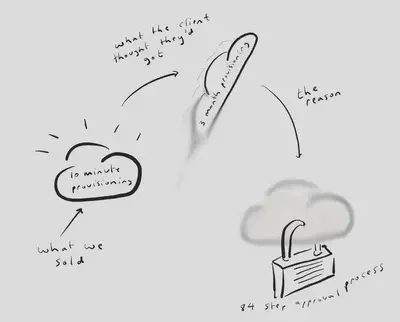 what the client
thought they'd
got
3 month provisioning
the
reason
10 minute
provisioning
what we
sold
84 step approval process